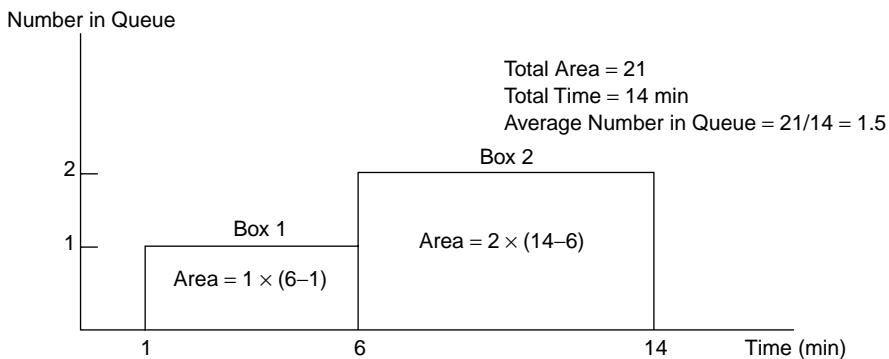 Number in Queue
Total Area = 21
Total Time = 14 min
Average Number in Queue = 21/14 = 1.5
Box 2
2
Box 1
1
Area = 2 × (14–6)
Area = 1 × (6–1)
1
6
14
Time (min)